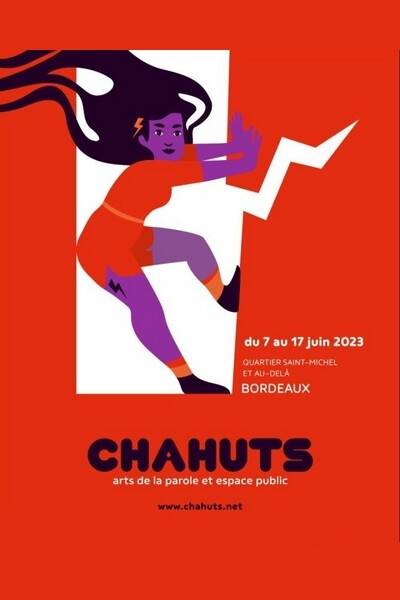 du 7 au 17 juin 2023
QUARTIER SAINT-MICHEL
ET AU-DELÀ
BORDEAUX
CHAHUTS
arts de la parole et espace public
www.chahuts.net